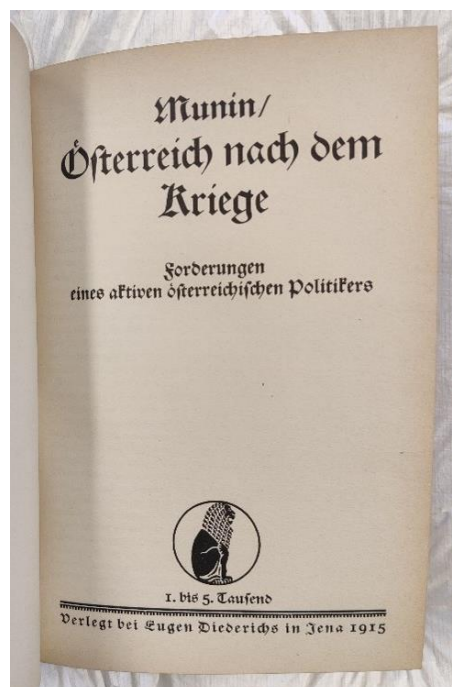 Munin/
Österreich nach dem
Kriege
Forderungen
eines aktiven österreichischen Politikers
1. bis 5. Tausend
Verlegt bei Eugen Diederichs in Jena 1915